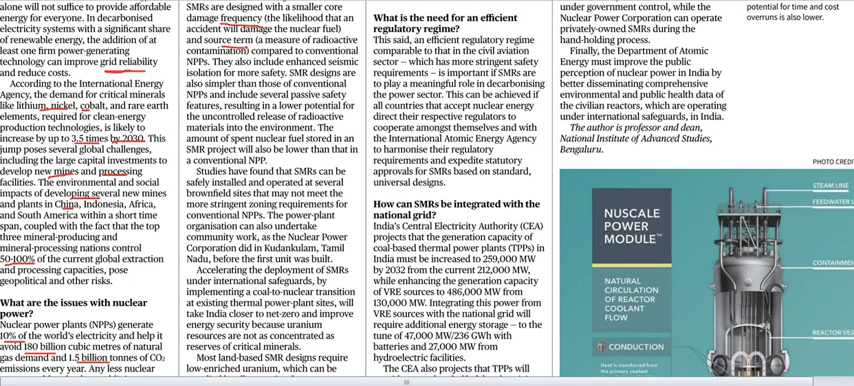 alone will not suffice to provide affordable
energy for everyone. In decarbonised
electricity systems with a significant share
of renewable energy, the addition of at
least one firm power-generating
technology can improve grid reliability
and reduce costs.
According to the International Energy
Agency, the demand for critical minerals
like lithium, nickel, cobalt, and rare earth
elements, required for clean-energy
production technologies, is likely to
increase by up to 3.5 times by 2030. This
jump poses several global challenges,
including the large capital investments to
develop new mines and processing
facilities. The environmental and social
impacts of developing several new mines
and plants in China, Indonesia, Africa,
and South America within a short time
span, coupled with the fact that the top
three mineral-producing and
mineral-processing nations control
50-100% of the current global extraction
and processing capacities, pose
geopolitical and other risks.
What are the issues with nuclear
power?
Nuclear power plants (NPPs) generate
10% of the world's electricity and help it
avoid 180 billion cubic metres of natural
gas demand and 1.5 billion tonnes of CO₂
emissions every year. Any less nuclear
SMRs are designed with a smaller core
damage frequency (the likelihood that an
accident will damage the nuclear fuel)
and source term (a measure of radioactive
contamination) compared to conventional
NPPs. They also include enhanced seismic
isolation for more safety. SMR designs are
also simpler than those of conventional
NPPs and include several passive safety
features, resulting in a lower potential for
the uncontrolled release of radioactive
materials into the environment. The
amount of spent nuclear fuel stored in an
SMR project will also be lower than that in
a conventional NPP.
Studies have found that SMRs can be
safely installed and operated at several
brownfield sites that may not meet the
more stringent zoning requirements for
conventional NPPs. The power-plant
organisation can also undertake
community work, as the Nuclear Power
Corporation did in Kudankulam, Tamil
Nadu, before the first unit was built.
Accelerating the deployment of SMRs
under international safeguards, by
implementing a coal-to-nuclear transition
at existing thermal power-plant sites, will
take India closer to net-zero and improve
energy security because uranium
resources are not as concentrated as
reserves of critical minerals.
Most land-based SMR designs require
low-enriched uranium, which can be
What is the need for an efficient
regulatory regime?
This said, an efficient regulatory regime
comparable to that in the civil aviation
sector – which has more stringent safety
requirements – is important if SMRs are
to play a meaningful role in decarbonising
the power sector. This can be achieved if
all countries that accept nuclear energy
direct their respective regulators to
cooperate amongst themselves and with
the International Atomic Energy Agency
to harmonise their regulatory
requirements and expedite statutory
approvals for SMRs based on standard,
universal designs.
How can SMRs be integrated with the
national grid?
India's Central Electricity Authority (CEA)
projects that the generation capacity of
coal-based thermal power plants (TPPs) in
India must be increased to 259,000 MW
by 2032 from the current 212,000 MW,
while enhancing the generation capacity
of VRE sources to 486,000 MW from
130,000 MW. Integrating this power from
VRE sources with the national grid will
require additional energy storage – to the
tune of 47,000 MW/236 GWh with
batteries and 27,000 MW from
hydroelectric facilities.
The CEA also projects that TPPs will
under government control, while the
Nuclear Power Corporation can operate
privately-owned SMRs during the
hand-holding process.
Finally, the Department of Atomic
Energy must improve the public
perception of nuclear power in India by
better disseminating comprehensive
environmental and public health data of
the civilian reactors, which are operating
under international safeguards, in India.
The author is professor and dean,
National Institute of Advanced Studies,
Bengaluru.
potential for time and cost
overruns is also lower.
PHOTO CREDI
NUSCALE
POWER
MODULE™
NATURAL
CIRCULATION
OF REACTOR
COOLANT
FLOW
CONDUCTION
Heat is transferred from
the primary coolant
STEAM LINE
FEEDWATER L
CONTAINMEN
REACTOR VES